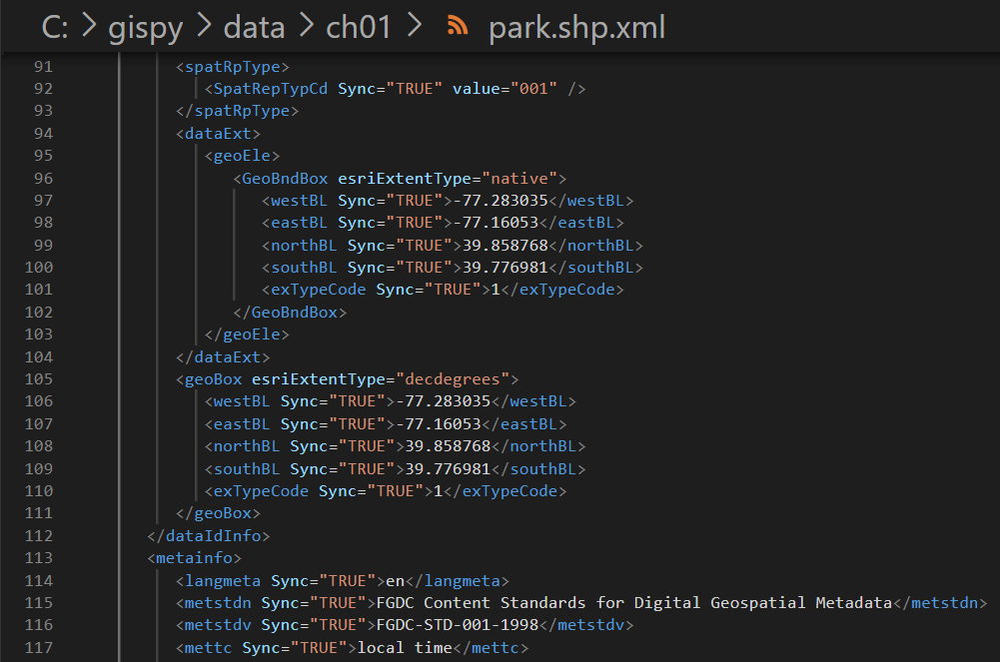 C: > gispy > data > ch01 > park.shp.xml
91 <spatRpType>
92 <SpatRepTypCd Sync="TRUE" value="001" />
93 </spatRpType>
94 <dataExt>
95 <geoEle>
96 <GeoBndBox esriExtentType="native">
97 <westBL Sync="TRUE">-77.283035</westBL>
98 <eastBL Sync="TRUE">-77.16053</eastBL>
99 <northBL Sync="TRUE">39.858768</northBL>
100 <southBL Sync="TRUE">39.776981</southBL>
101 <exTypeCode Sync="TRUE">1</exTypeCode>
102 </GeoBndBox>
103 </geoEle>
104 </dataExt>
105 <geoBox esriExtentType="decdegrees">
106 <westBL Sync="TRUE">-77.283035</westBL>
107 <eastBL Sync="TRUE">-77.16053</eastBL>
108 <northBL Sync="TRUE">39.858768</northBL>
109 <southBL Sync="TRUE">39.776981</southBL>
110 <exTypeCode Sync="TRUE">1</exTypeCode>
111 </geoBox>
112 </dataIdInfo>
113 <metainfo>
114 <langmeta Sync="TRUE">en</langmeta>
115 <metstdn Sync="TRUE">FGDC Content Standards for Digital Geospatial Metadata</metstdn>
116 <metstdv Sync="TRUE">FGDC-STD-001-1998</metstdv>
117 <mettc Sync="TRUE">local time</mettc>